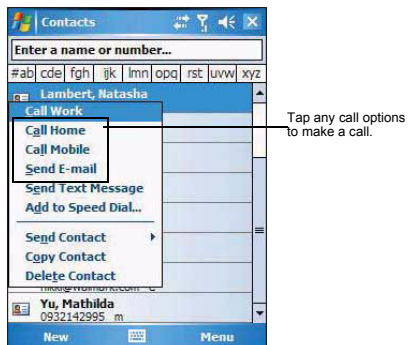 Contacts
Enter a name or number...
#ab cde fgh ijk lmn opq rst uvw xyz
Lambert, Natasha
Call Work
Call Home
Call Mobile
Send E-mail
Send Text Message
Add to Speed Dial...
Send Contact
Copy Contact
Delete Contact
Yu, Mathilda
0932142995 m
New Menu
Tap any call options
to make a call.